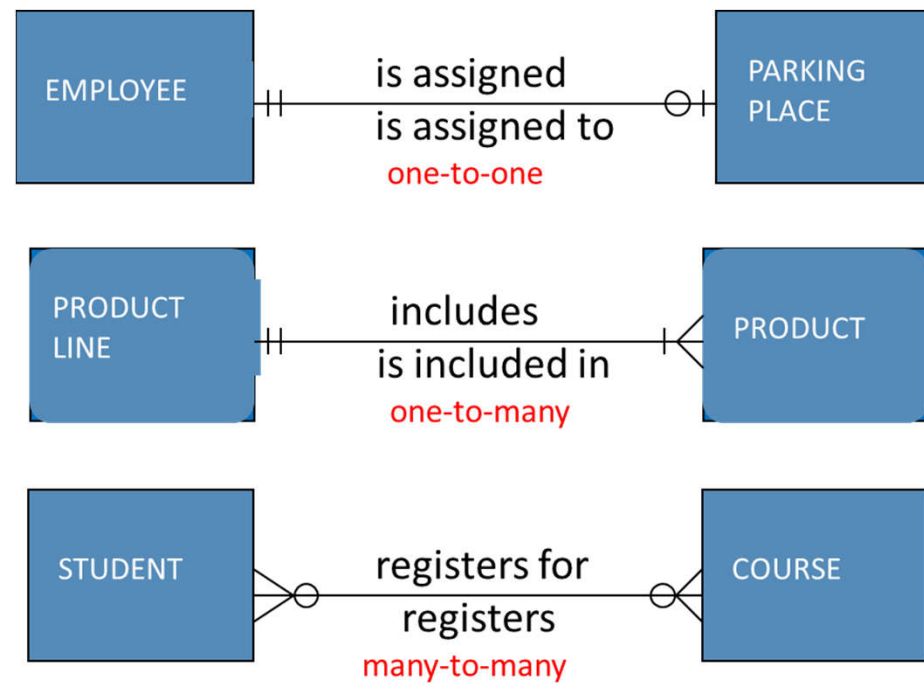 EMPLOYEE
is assigned
is assigned to
one-to-one
PARKING
PLACE
PRODUCT
LINE
includes
is included in
one-to-many
PRODUCT
STUDENT
registers for
registers
many-to-many
COURSE